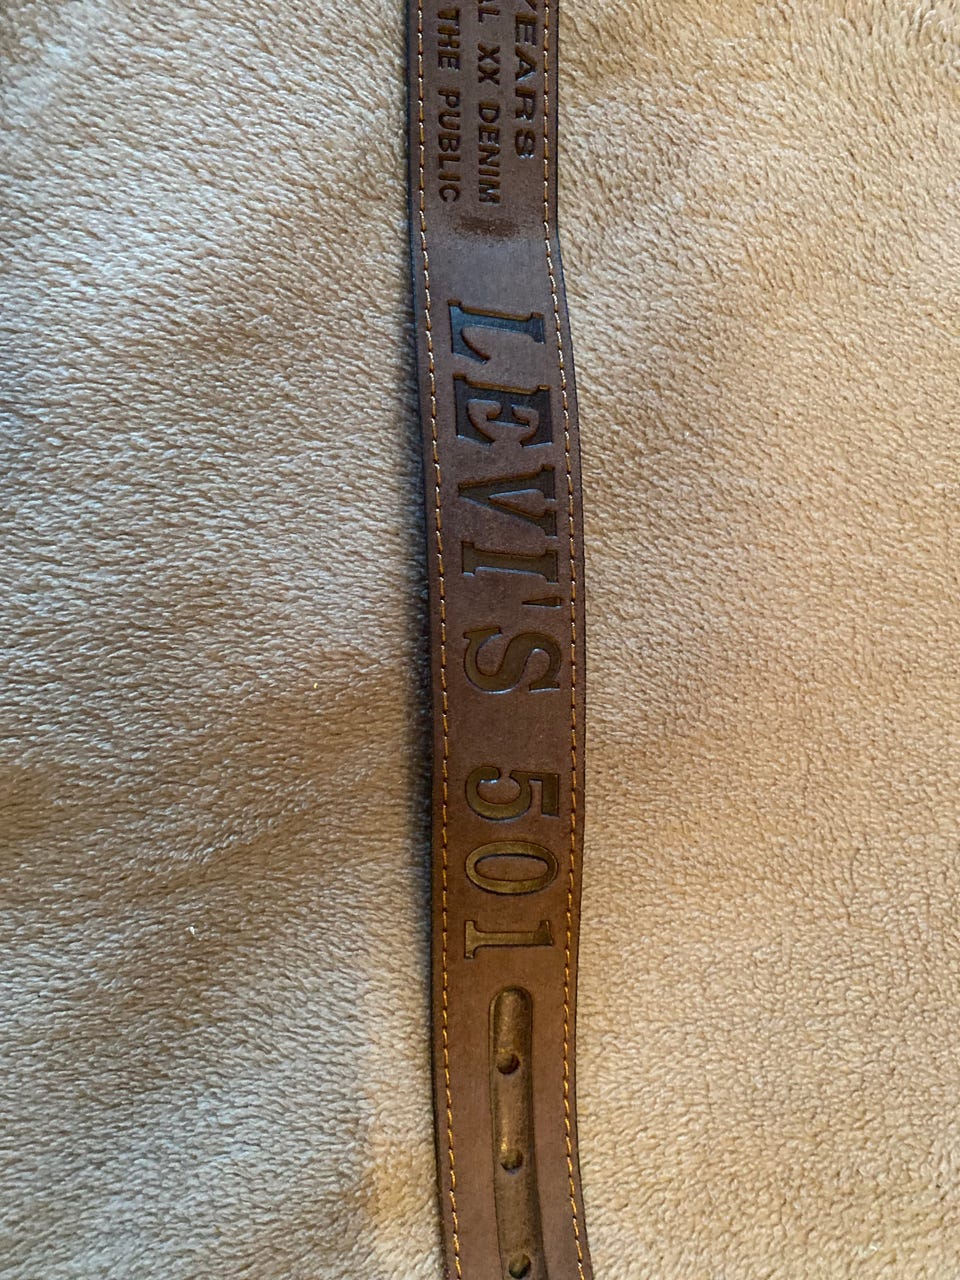 YEARS
XX DENIM
THE PUBLIC
LEVI'S 501